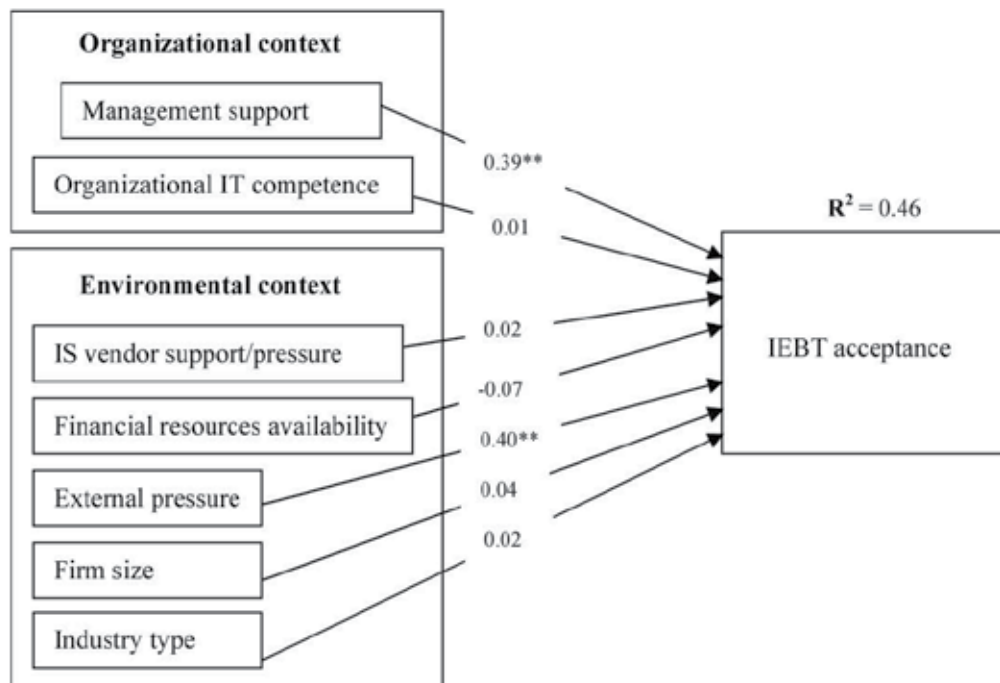 Organizational context
Management support
0.39**
Organizational IT competence
0.01
R² = 0.46
Environmental context
IS vendor support/pressure
0.02
Financial resources availability
-0.07
0.40**
External pressure
0.04
Firm size
0.02
Industry type
IEBT acceptance